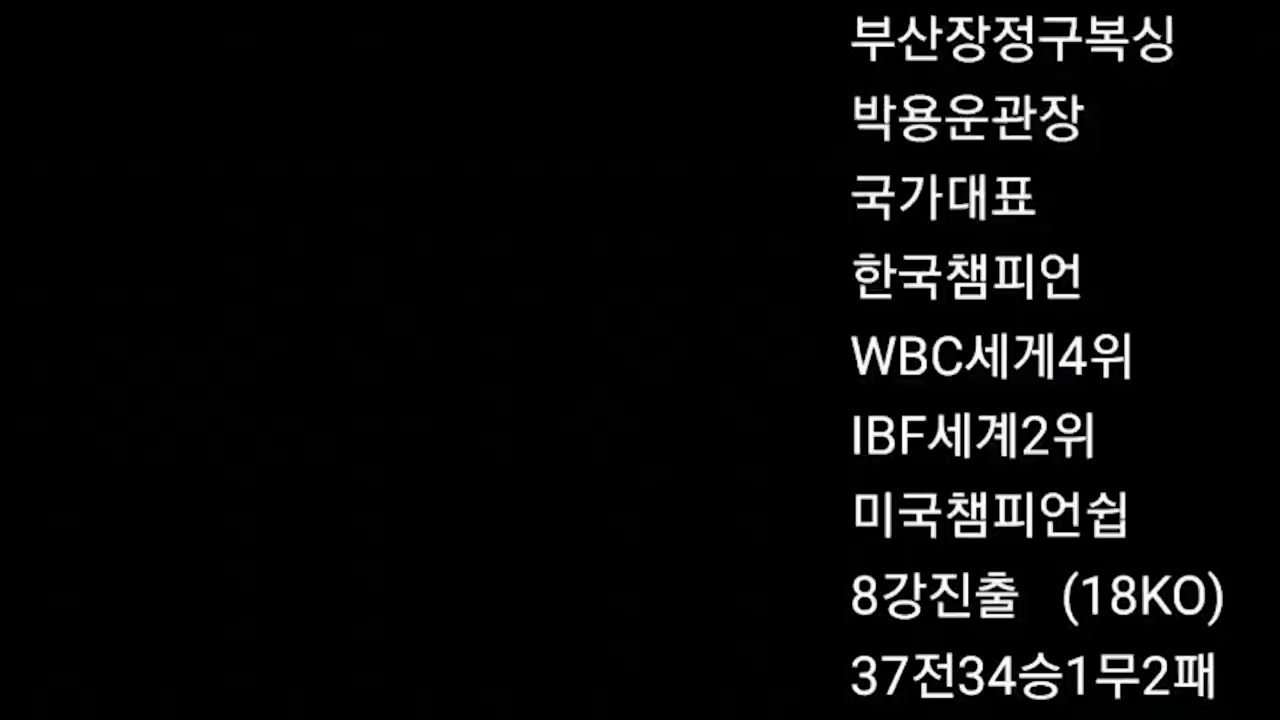 부산장정구복싱
박용운관장
국가대표
한국챔피언
WBC세게4위
IBF세계2위
미국챔피언쉽
8강진출 (18KO)
37전34승1무2패